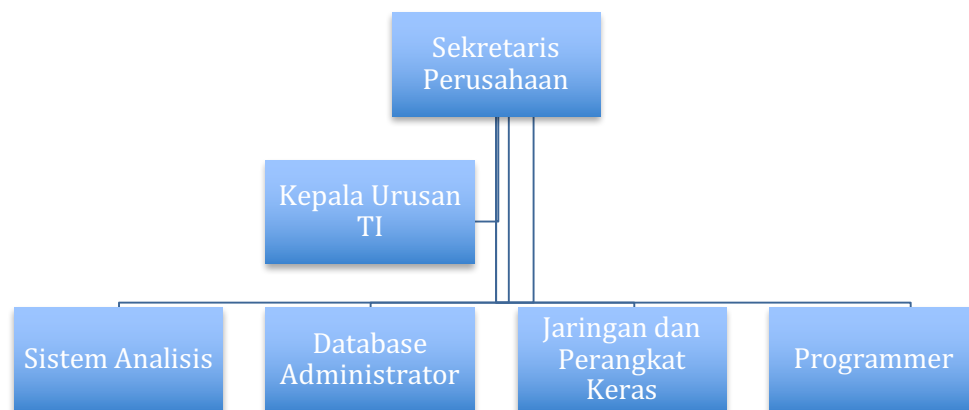 Sekretaris
Perusahaan
Kepala Urusan
TI
Sistem Analisis
Database
Administrator
Jaringan dan
Perangkat
Keras
Programmer